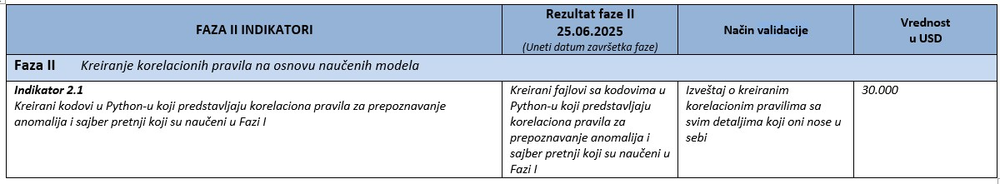 FAZA II INDIKATORI
Rezultat faze II
25.06.2025
(Uneti datum završetka faze)
Način validacije
Vrednost
u USD
Faza II Kreiranje korelacionih pravila na osnovu naučenih modela
Indikator 2.1
Kreirani kodovi u Python-u koji predstavljaju korelaciona pravila za prepoznavanje
anomalija i sajber pretnji koji su naučeni u Fazi I
Kreirani fajlovi sa kodovima u
Python-u koji predstavljaju
korelaciona pravila za
prepoznavanje anomalija i
sajber pretnji koji su naučeni u
Fazi I
Izveštaj o kreiranim
korelacionim pravilima sa
svim detaljima koji oni nose u
sebi
30.000